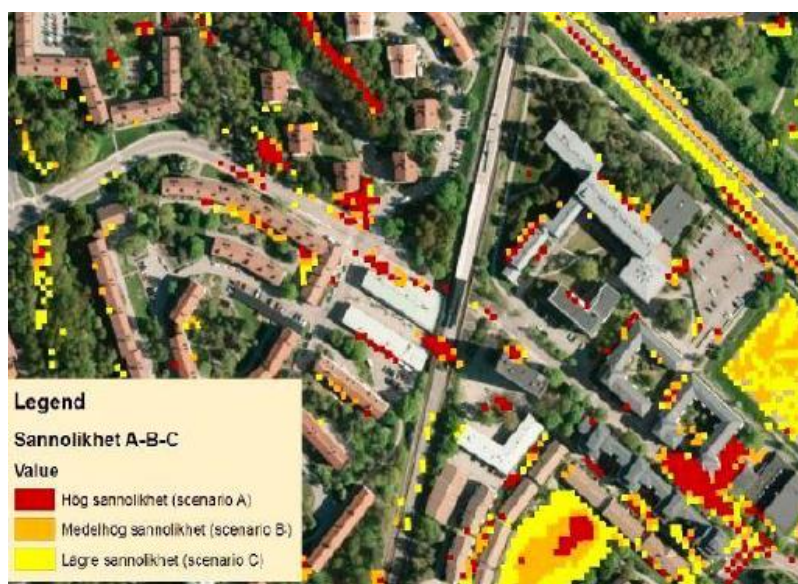 Legend
Sannolikhet A-B-C
Value
Hög sannolikhet (scenario A)
Medelhög sannolikhet (scenario B)
Lägre sannolikhet (scenario C)